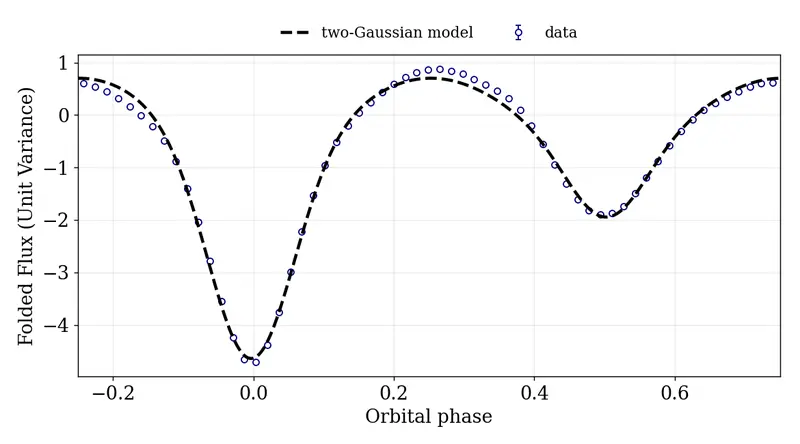 two-Gaussian model
data
Folded Flux (Unit Variance)
1
0
−1
−2
−3
−4
−0.2
0.0
0.2
0.4
0.6
Orbital phase